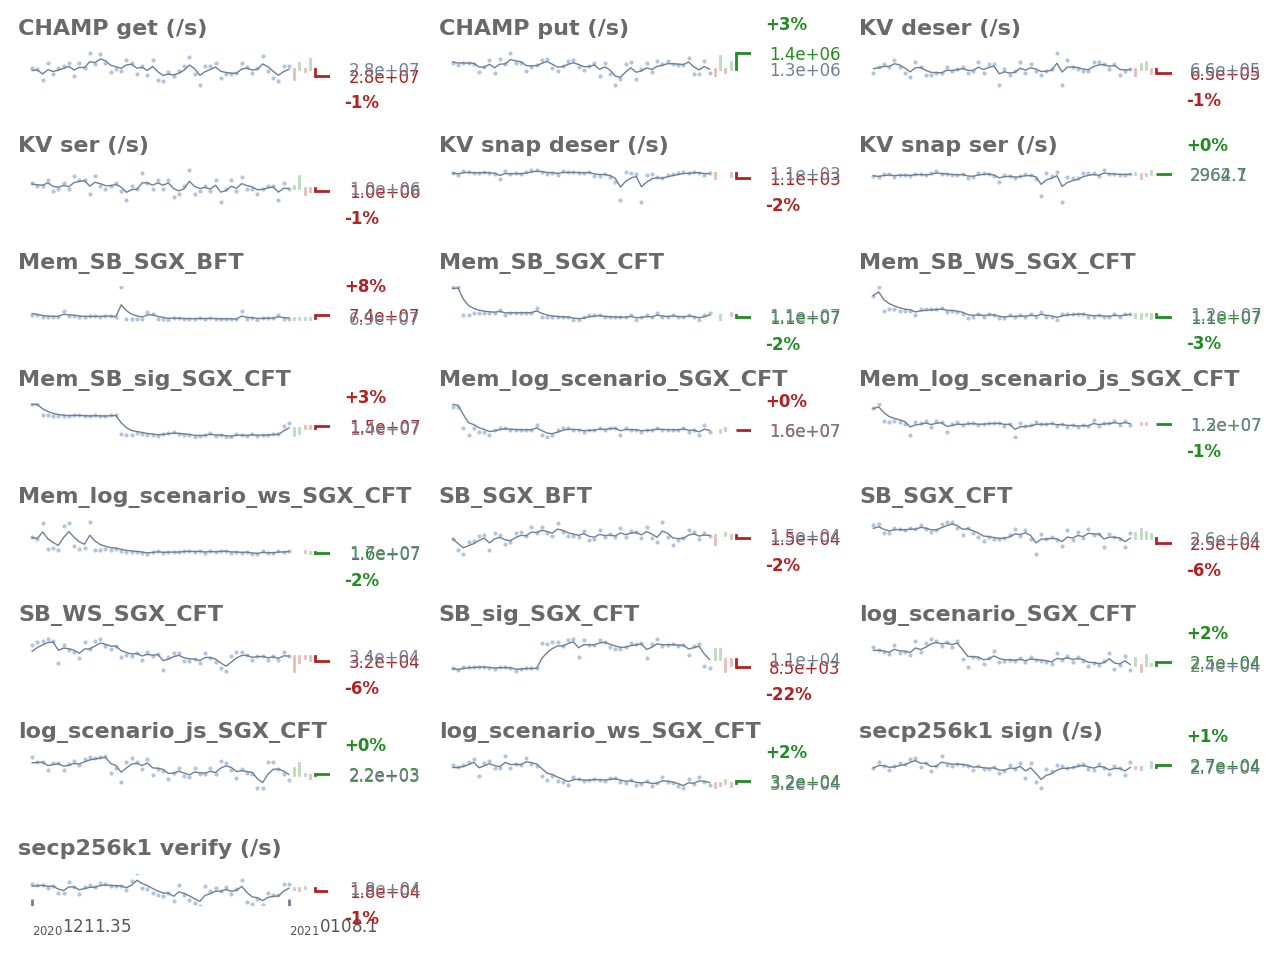 CHAMP get (/s)
2.8e+07
2.8e+07
-1%
CHAMP put (/s)
+3%
1.4e+06
1.3e+06
KV deser (/s)
6.6e+05
6.5e+05
-1%
KV ser (/s)
1.0e+06
1.0e+06
-1%
KV snap deser (/s)
1.1e+03
1.1e+03
-2%
KV snap ser (/s)
+0%
Mem_SB_SGX_BFT
+8%
7.4e+07
6.9e+07
Mem_SB_SGX_CFT
1.1e+07
1.1e+07
-2%
Mem_SB_WS_SGX_CFT
1.2e+07
1.1e+07
-3%
Mem_SB_sig_SGX_CFT
+3%
1.5e+07
1.4e+07
Mem_log_scenario_SGX_CFT
+0%
1.6e+07
Mem_log_scenario_js_SGX_CFT
-1%
Mem_log_scenario_ws_SGX_CFT
1.7e+07
1.6e+07
-2%
SB_SGX_BFT
1.5e+04
1.5e+04
-2%
SB_SGX_CFT
2.6e+04
2.5e+04
-6%
SB_WS_SGX_CFT
3.4e+04
3.2e+04
-6%
SB_sig_SGX_CFT
1.1e+04
8.5e+03
-22%
log_scenario_SGX_CFT
+2%
2.5e+04
2.4e+04
log_scenario_js_SGX_CFT
+0%
2.2e+03
log_scenario_ws_SGX_CFT
+2%
3.2e+04
3.2e+04
secp256k1 sign (/s)
+1%
2.7e+04
2.7e+04
secp256k1 verify (/s)
1.8e+04
1.8e+04
-1%
2020 1211.35
2021 0108.1